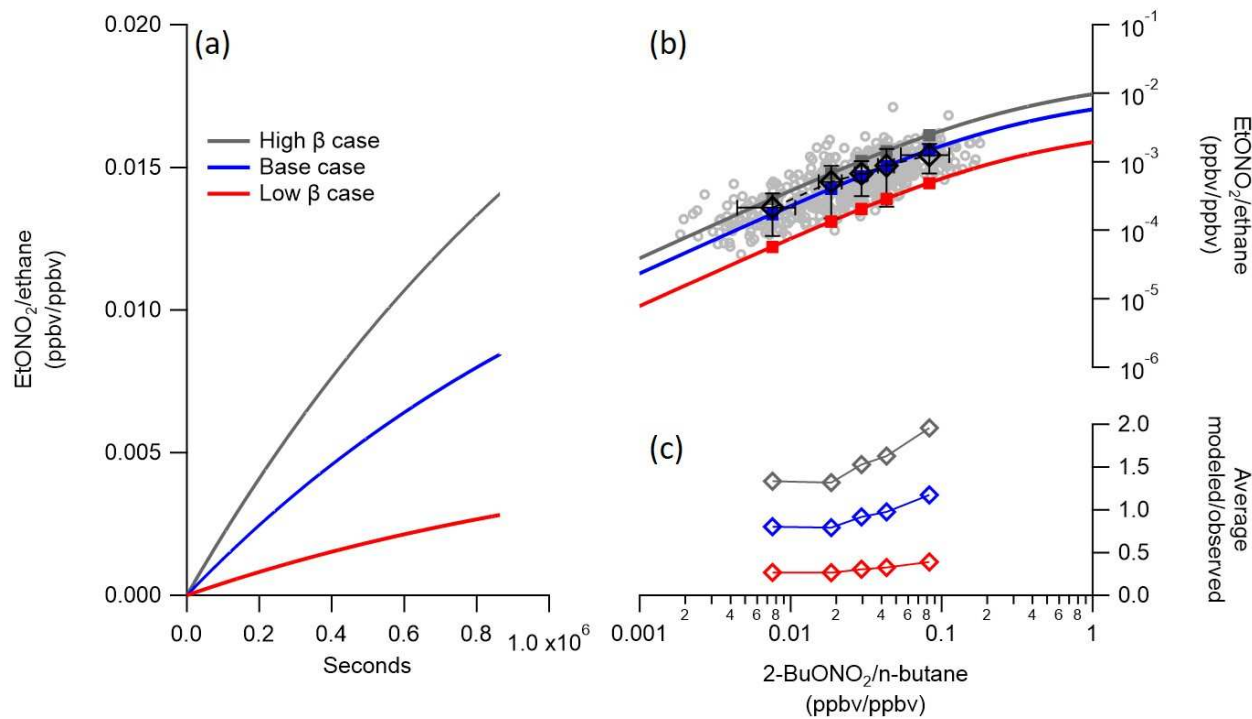 (a)
0.020
0.015
0.010
0.005
0.000
EtONO₂/ethane
(ppbv/ppbv)
High β case
Base case
Low β case
0.0 0.2 0.4 0.6 0.8 1.0 x10⁶
Seconds
(b)
10⁻¹
10⁻²
10⁻³
10⁻⁴
10⁻⁵
10⁻⁶
EtONO₂/ethane
(ppbv/ppbv)
(c)
2.0
1.5
1.0
0.5
0.0
Average
modeled/observed
0.001 2 4 6 8 0.01 2 4 6 8 0.1 2 4 6 8 1
2-BuONO₂/n-butane
(ppbv/ppbv)